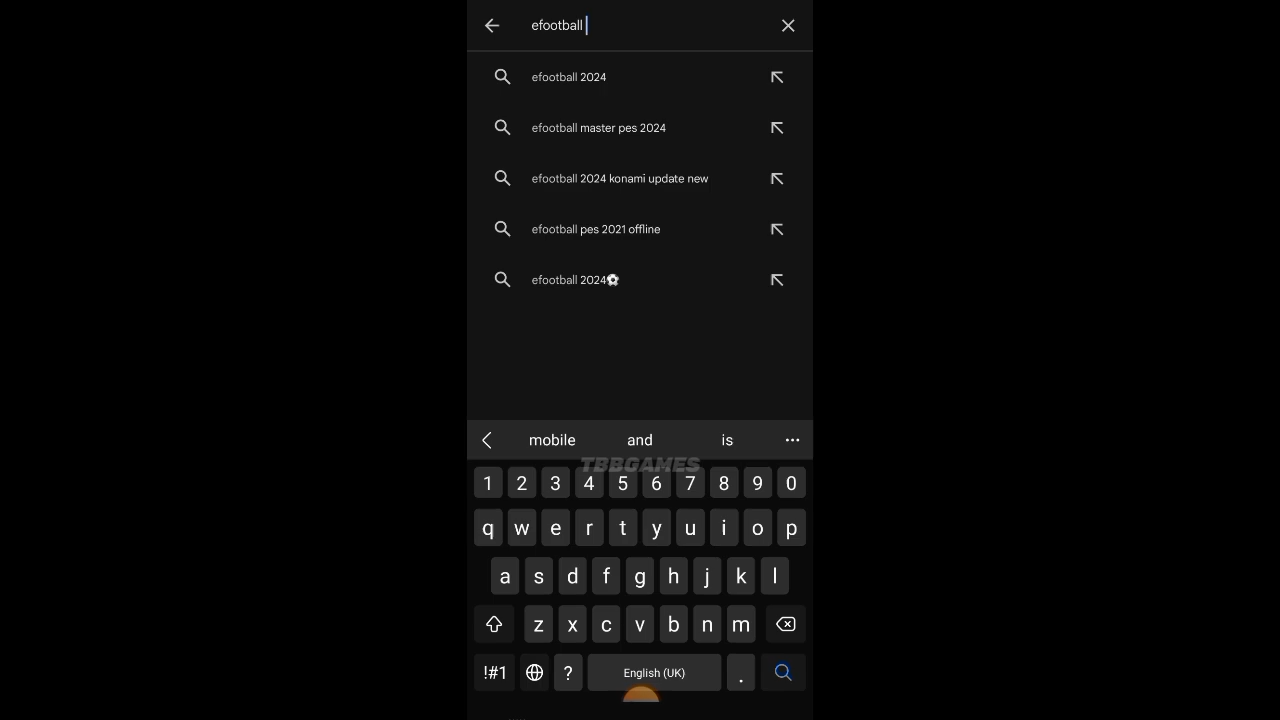 efootball
efootball 2024
efootball master pes 2024
efootball 2024 konami update new
efootball pes 2021 offline
efootball 2024⚽
mobile and is
TBBGAMES
1 2 3 4 5 6 7 8 9 0
q w e r t y u i o p
a s d f g h j k l
z x c v b n m
!#1 ? English (UK) .